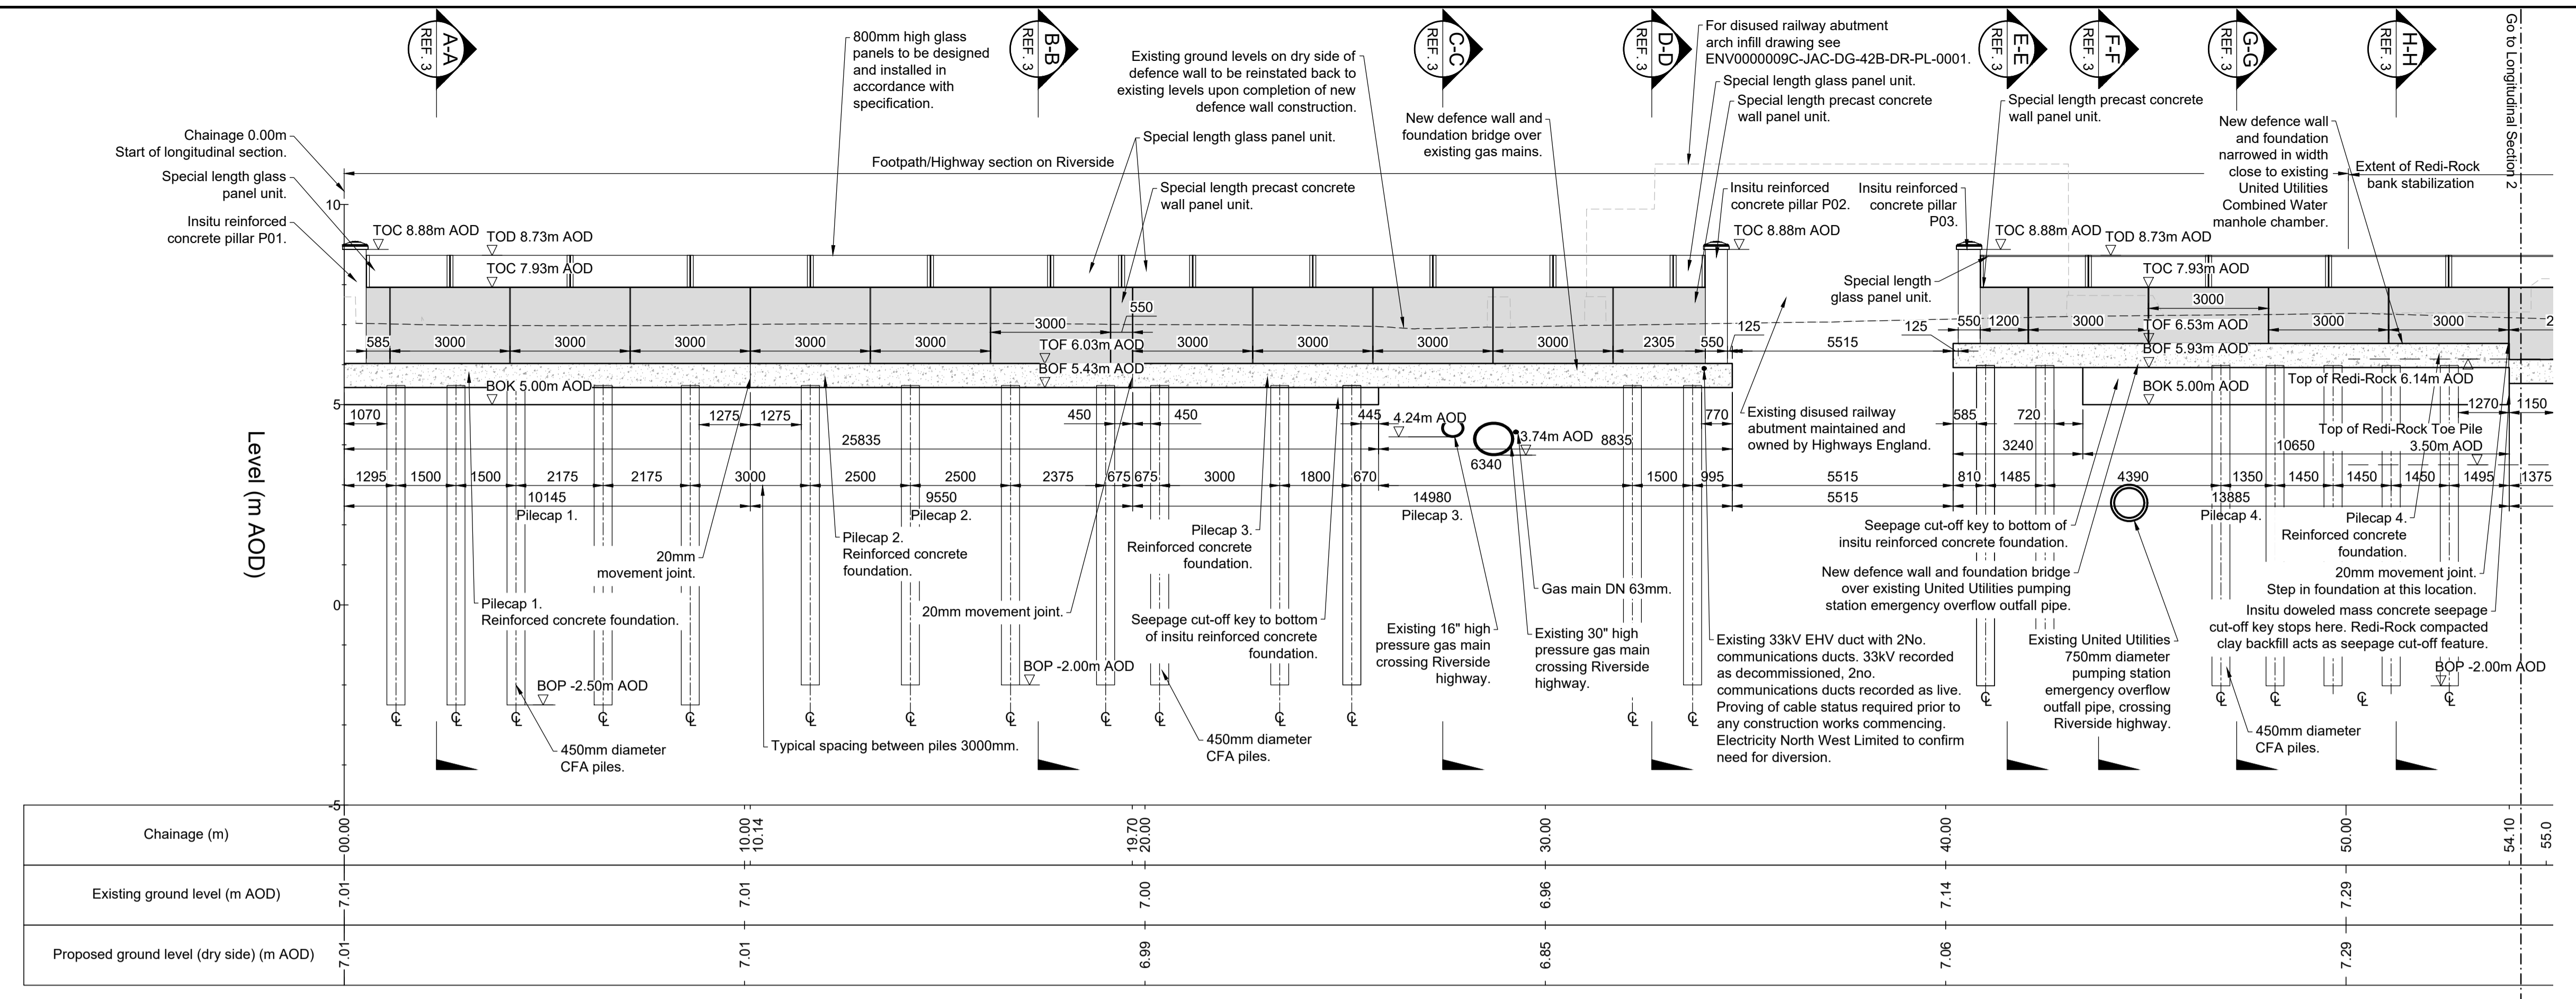 A-A
REF. 3
B-B
REF. 3
C-C
REF. 3
D-D
REF. 3
E-E
REF. 3
F-F
REF. 3
G-G
REF. 3
H-H
REF. 3
Go to Longitudinal Section 2
800mm high glass
panels to be designed
and installed in
accordance with
specification.
Existing ground levels on dry side of
defence wall to be reinstated back to
existing levels upon completion of new
defence wall construction.
For disused railway abutment
arch infill drawing see
ENV0000009C-JAC-DG-42B-DR-PL-0001.
Special length glass panel unit.
Special length precast concrete
wall panel unit.
Special length precast concrete
wall panel unit.
New defence wall
and foundation
narrowed in width
close to existing
United Utilities
Combined Water
manhole chamber.
Chainage 0.00m
Start of longitudinal section.
Special length glass
panel unit.
Insitu reinforced
concrete pillar P01.
Special length glass panel unit.
New defence wall and
foundation bridge over
existing gas mains.
Footpath/Highway section on Riverside
Extent of Redi-Rock
bank stabilization
Special length precast concrete
wall panel unit.
Insitu reinforced
concrete pillar P02.
Insitu reinforced
concrete pillar
P03.
10
TOC 8.88m AOD
TOD 8.73m AOD
TOC 7.93m AOD
TOC 8.88m AOD
TOC 8.88m AOD
TOD 8.73m AOD
TOC 7.93m AOD
Special length
glass panel unit.
550
3000
3000
125
125
550
1200
3000
3000
3000
2
TOF 6.03m AOD
TOF 6.53m AOD
585
3000
3000
3000
3000
3000
3000
3000
3000
3000
2305
550
5515
BOF 5.43m AOD
BOF 5.93m AOD
BOK 5.00m AOD
BOK 5.00m AOD
Top of Redi-Rock 6.14m AOD
5
Level (m AOD)
1070
1275
1275
450
450
445
4.24m AOD
770
585
720
1270
1150
Existing disused railway
abutment maintained and
owned by Highways England.
Top of Redi-Rock Toe Pile
3.50m AOD
25835
3.74m AOD
8835
3240
10650
6340
1295
1500
1500
2175
2175
3000
2500
2500
2375
675
675
3000
1800
670
1500
995
5515
810
1485
4390
1350
1450
1450
1450
1495
1375
10145
9550
14980
5515
13885
Pilecap 1.
Pilecap 2.
Pilecap 3.
Pilecap 4.
20mm
movement joint.
Pilecap 2.
Reinforced concrete
foundation.
Pilecap 3.
Reinforced concrete
foundation.
Seepage cut-off key to bottom of
insitu reinforced concrete foundation.
Pilecap 4.
Reinforced concrete
foundation.
Gas main DN 63mm.
New defence wall and foundation bridge
over existing United Utilities pumping
station emergency overflow outfall pipe.
20mm movement joint.
Step in foundation at this location.
0
Pilecap 1.
Reinforced concrete foundation.
20mm movement joint.
Seepage cut-off key to bottom
of insitu reinforced concrete
foundation.
Existing 16" high
pressure gas main
crossing Riverside
highway.
Existing 30" high
pressure gas main
crossing Riverside
highway.
Existing 33kV EHV duct with 2No.
communications ducts. 33kV recorded
as decommissioned, 2no.
communications ducts recorded as live.
Proving of cable status required prior to
any construction works commencing.
Electricity North West Limited to confirm
need for diversion.
Existing United Utilities
750mm diameter
pumping station
emergency overflow
outfall pipe, crossing
Riverside highway.
Insitu doweled mass concrete seepage
cut-off key stops here. Redi-Rock compacted
clay backfill acts as seepage cut-off feature.
BOP -2.50m AOD
BOP -2.00m AOD
BOP -2.00m AOD
450mm diameter
CFA piles.
Typical spacing between piles 3000mm.
450mm diameter
CFA piles.
450mm diameter
CFA piles.
-5
Chainage (m)
00.00
10.00
10.14
19.70
20.00
30.00
40.00
50.00
54.10
55.0
Existing ground level (m AOD)
7.01
7.01
7.00
6.96
7.14
7.29
Proposed ground level (dry side) (m AOD)
7.01
7.01
6.99
6.85
7.06
7.29